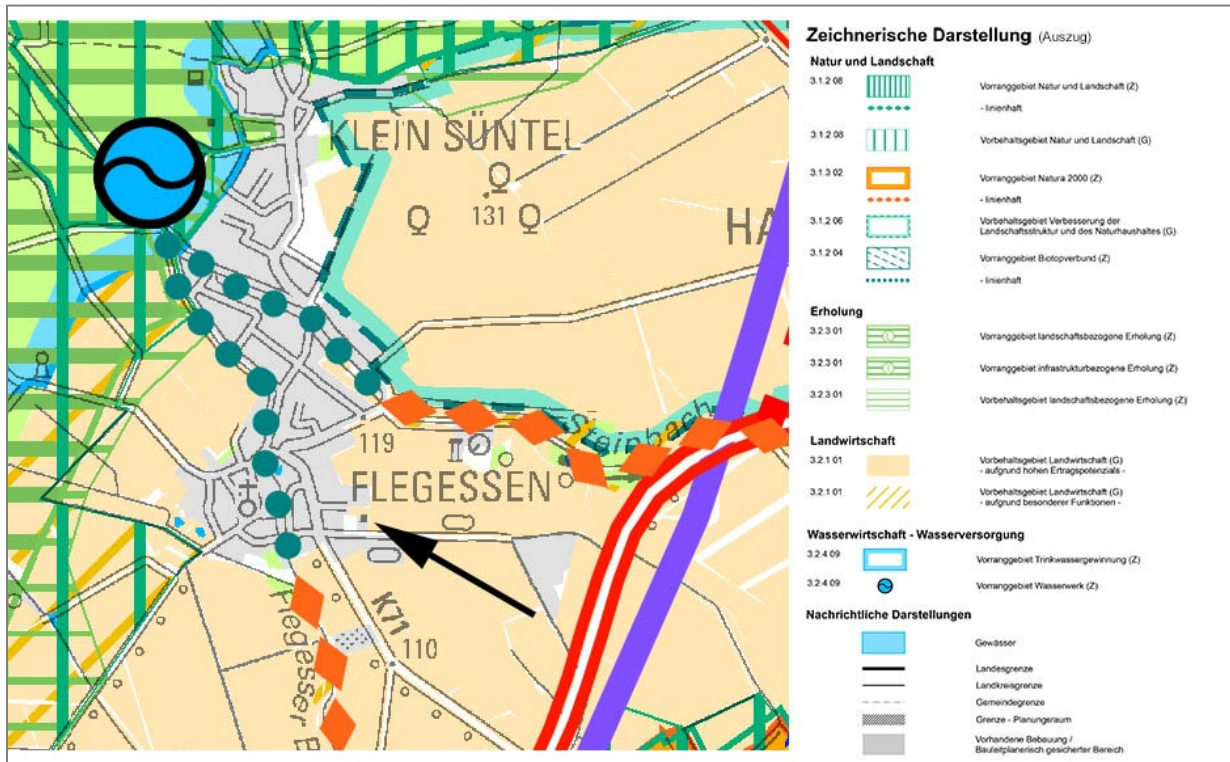 KLEIN SÜNTEL
131
HA
Steinbach
119
FLEGESSEN
K71
110
Zeichnerische Darstellung (Auszug)
Natur und Landschaft
3.1.2 08 Vorranggebiet Natur und Landschaft (Z)
- linienhaft
3.1.2 08 Vorbehaltsgebiet Natur und Landschaft (G)
3.1.3 02 Vorranggebiet Natura 2000 (Z)
- linienhaft
3.1.2 06 Vorbehaltsgebiet Verbesserung der
Landschaftsstruktur und des Naturhaushaltes (G)
3.1.2 04 Vorranggebiet Biotopverbund (Z)
- linienhaft
Erholung
3.2.3 01 Vorranggebiet landschaftsbezogene Erholung (Z)
3.2.3 01 Vorranggebiet infrastrukturbezogene Erholung (Z)
3.2.3 01 Vorbehaltsgebiet landschaftsbezogene Erholung (Z)
Landwirtschaft
3.2.1 01 Vorbehaltsgebiet Landwirtschaft (G)
- aufgrund hohen Ertragspotenzials -
3.2.1 01 Vorbehaltsgebiet Landwirtschaft (G)
- aufgrund besonderer Funktionen -
Wasserwirtschaft - Wasserversorgung
3.2.4 09 Vorranggebiet Trinkwassergewinnung (Z)
3.2.4 09 Vorranggebiet Wasserwerk (Z)
Nachrichtliche Darstellungen
Gewässer
Landesgrenze
Landkreisgrenze
Gemeindegrenze
Grenze - Planungsraum
Vorhandene Bebauung /
Bauleitplanerisch gesicherter Bereich